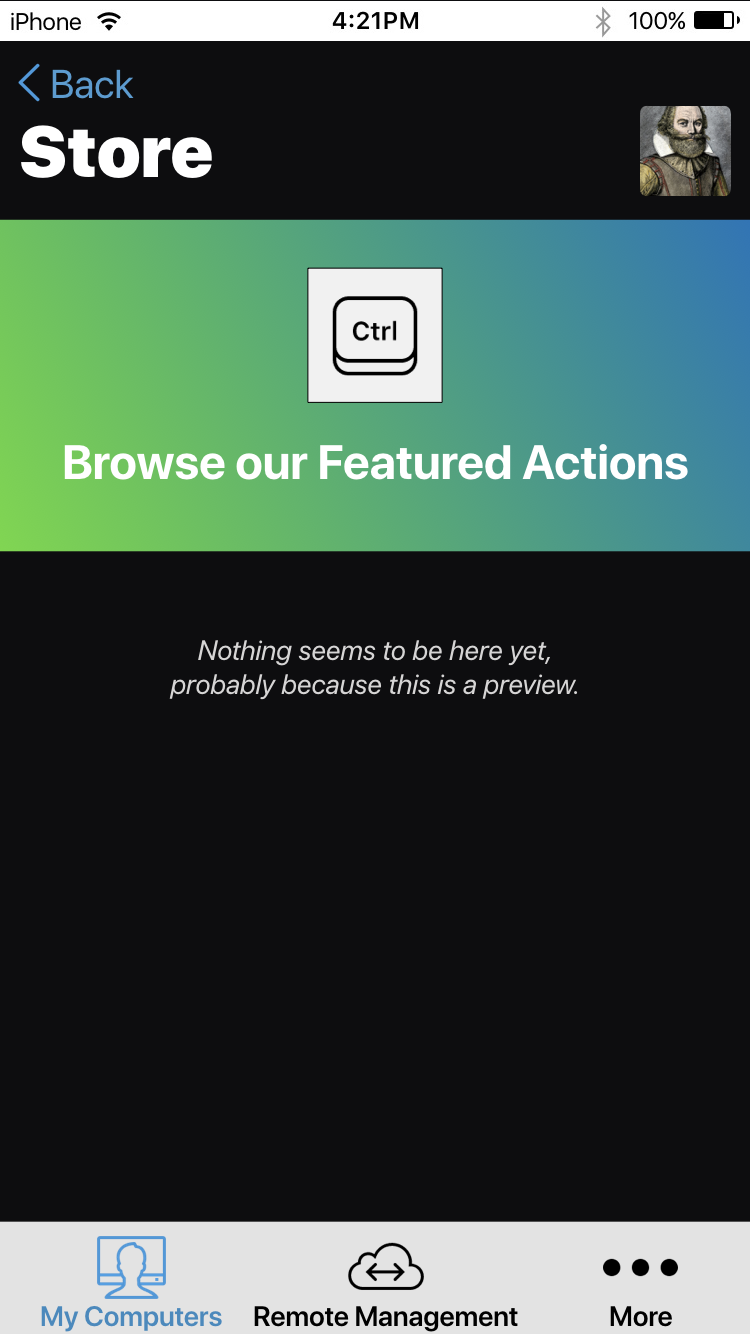 iPhone 4:21PM 100%
Back
Store
Ctrl
Browse our Featured Actions
Nothing seems to be here yet,
probably because this is a preview.
My Computers Remote Management More